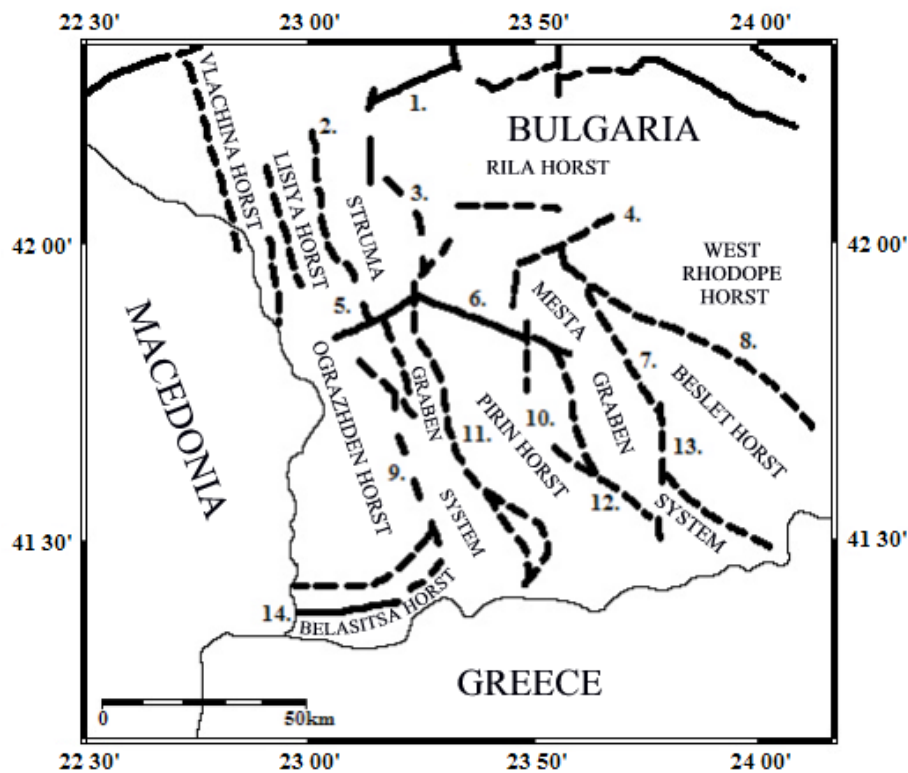 22 30'
23 00'
23 50'
24 00'
VLACHINA HORST
1.
2.
BULGARIA
LISIYA HORST
RILA HORST
STRUMA
3.
4.
42 00'
42 00'
WEST
RHODOPE
HORST
MACEDONIA
5.
6.
MESTA
8.
OGRAZHDEN HORST
GRABEN
7.
BESLET HORST
PIRIN HORST
GRABEN
10.
11.
13.
9.
SYSTEM
12.
SYSTEM
41 30'
41 30'
14.
BELASITSA HORST
GREECE
0
50km
22 30'
23 00'
23 50'
24 00'